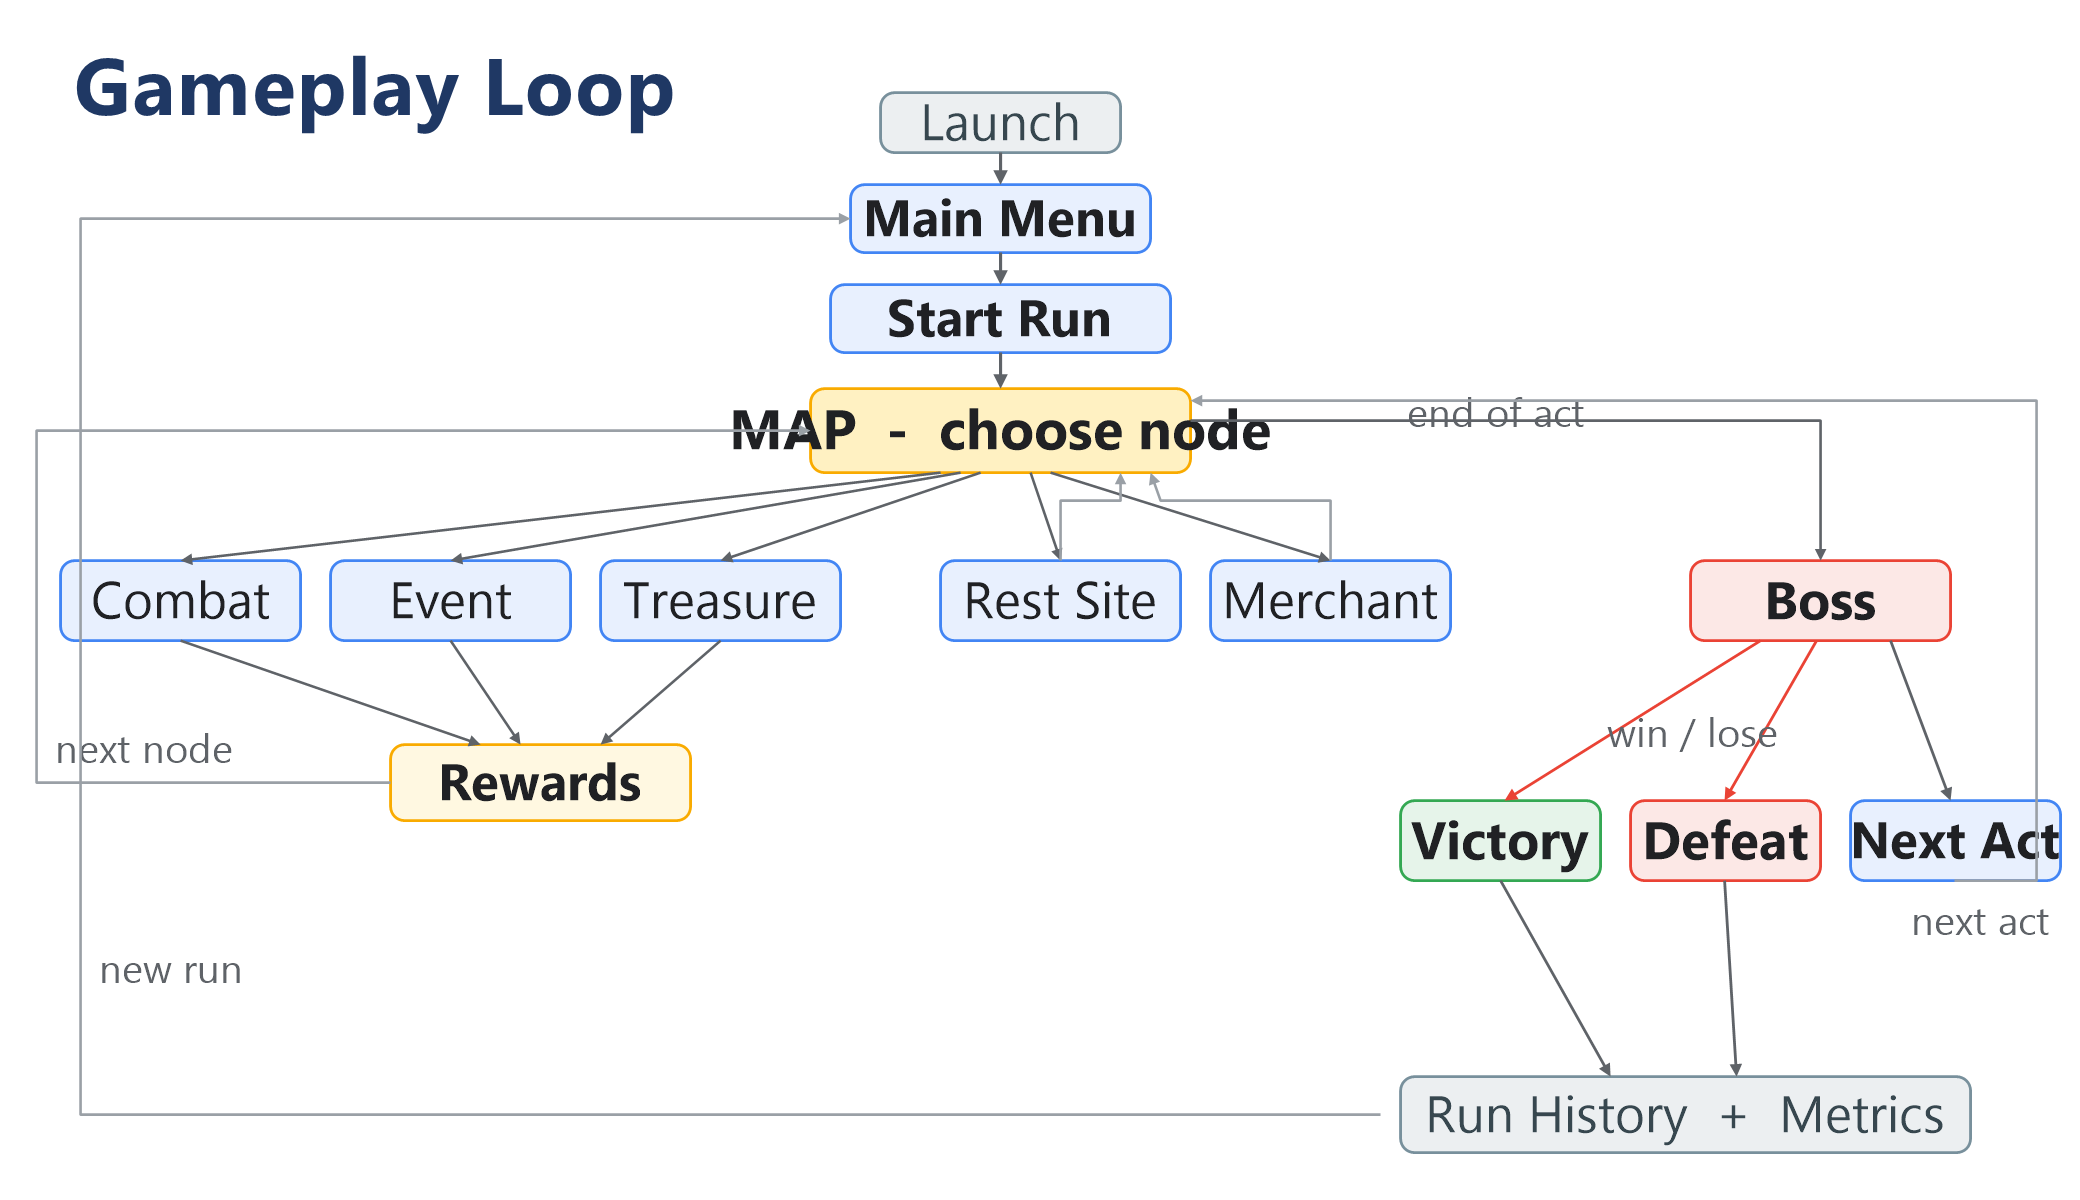 Gameplay Loop
Launch
Main Menu
Start Run
MAP - choose node
end of act
Combat
Event
Treasure
Rest Site
Merchant
Boss
win / lose
next node
Rewards
Victory
Defeat
Next Act
next act
new run
Run History + Metrics